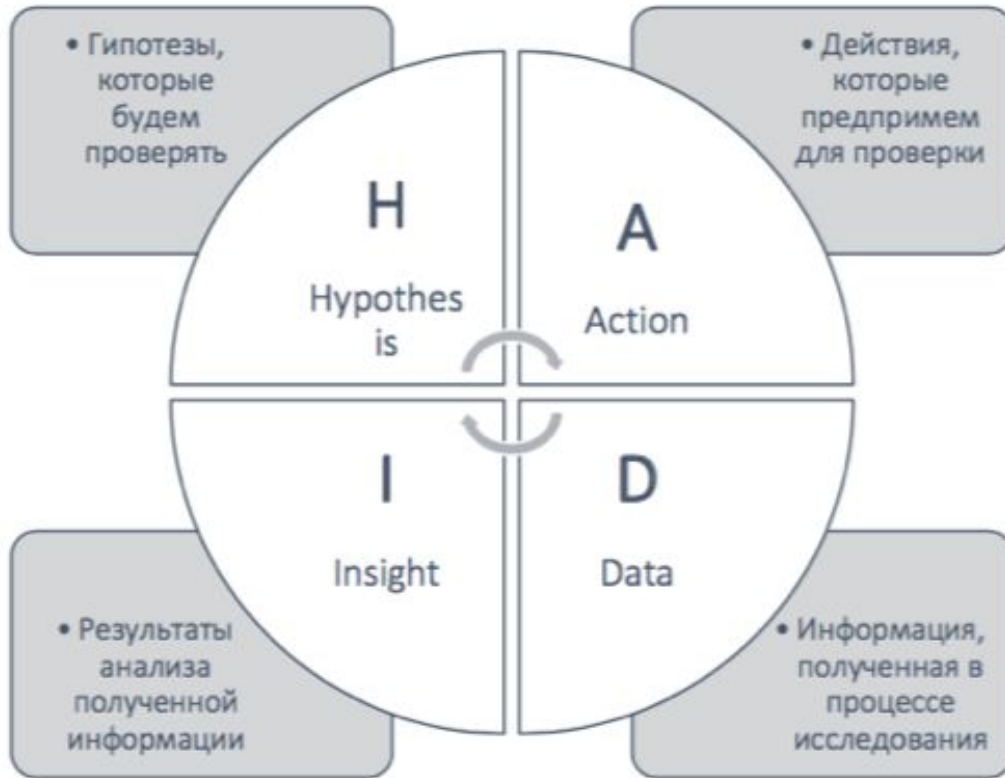 • Гипотезы,
которые
будем
проверять
• Действия,
которые
предпримем
для проверки
H
Hypothes
is
A
Action
I
Insight
D
Data
• Результаты
анализа
полученной
информации
• Информация,
полученная в
процессе
исследования